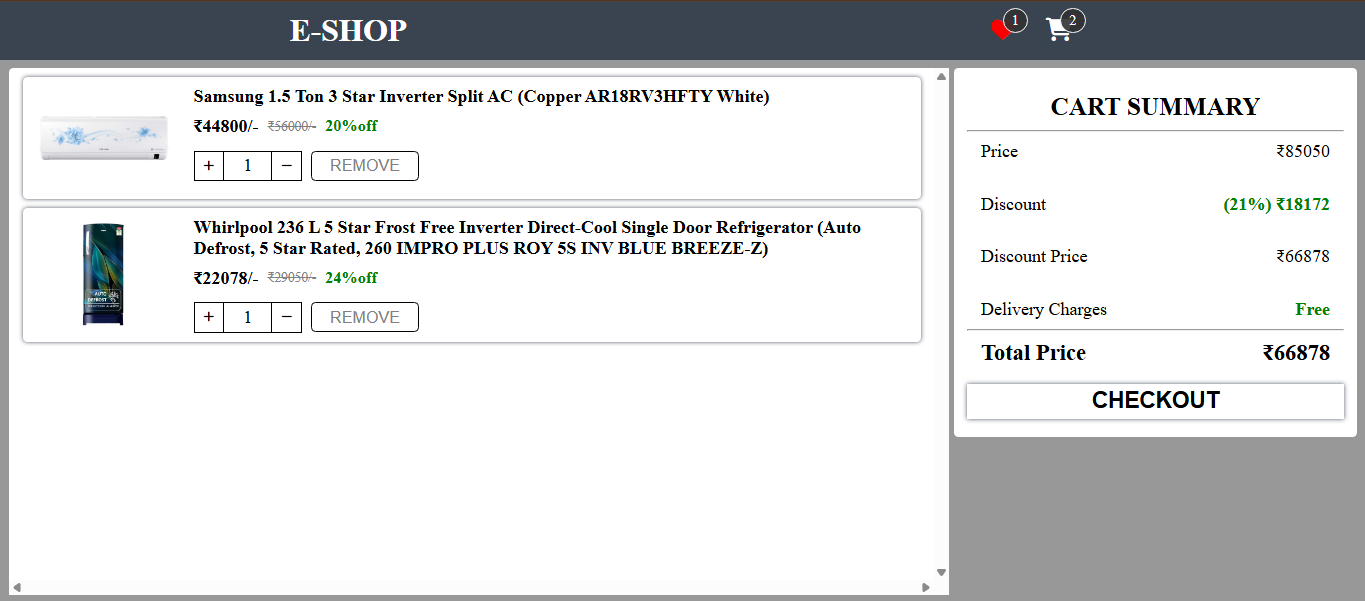 E-SHOP
1
2
Samsung 1.5 Ton 3 Star Inverter Split AC (Copper AR18RV3HFTY White)
₹44800/- ₹56000/- 20%off
+ 1 − REMOVE
Whirlpool 236 L 5 Star Frost Free Inverter Direct-Cool Single Door Refrigerator (Auto
Defrost, 5 Star Rated, 260 IMPRO PLUS ROY 5S INV BLUE BREEZE-Z)
AUTO
DEFROST
₹22078/- ₹29050/- 24%off
+ 1 − REMOVE
CART SUMMARY
Price ₹85050
Discount (21%) ₹18172
Discount Price ₹66878
Delivery Charges Free
Total Price ₹66878
CHECKOUT